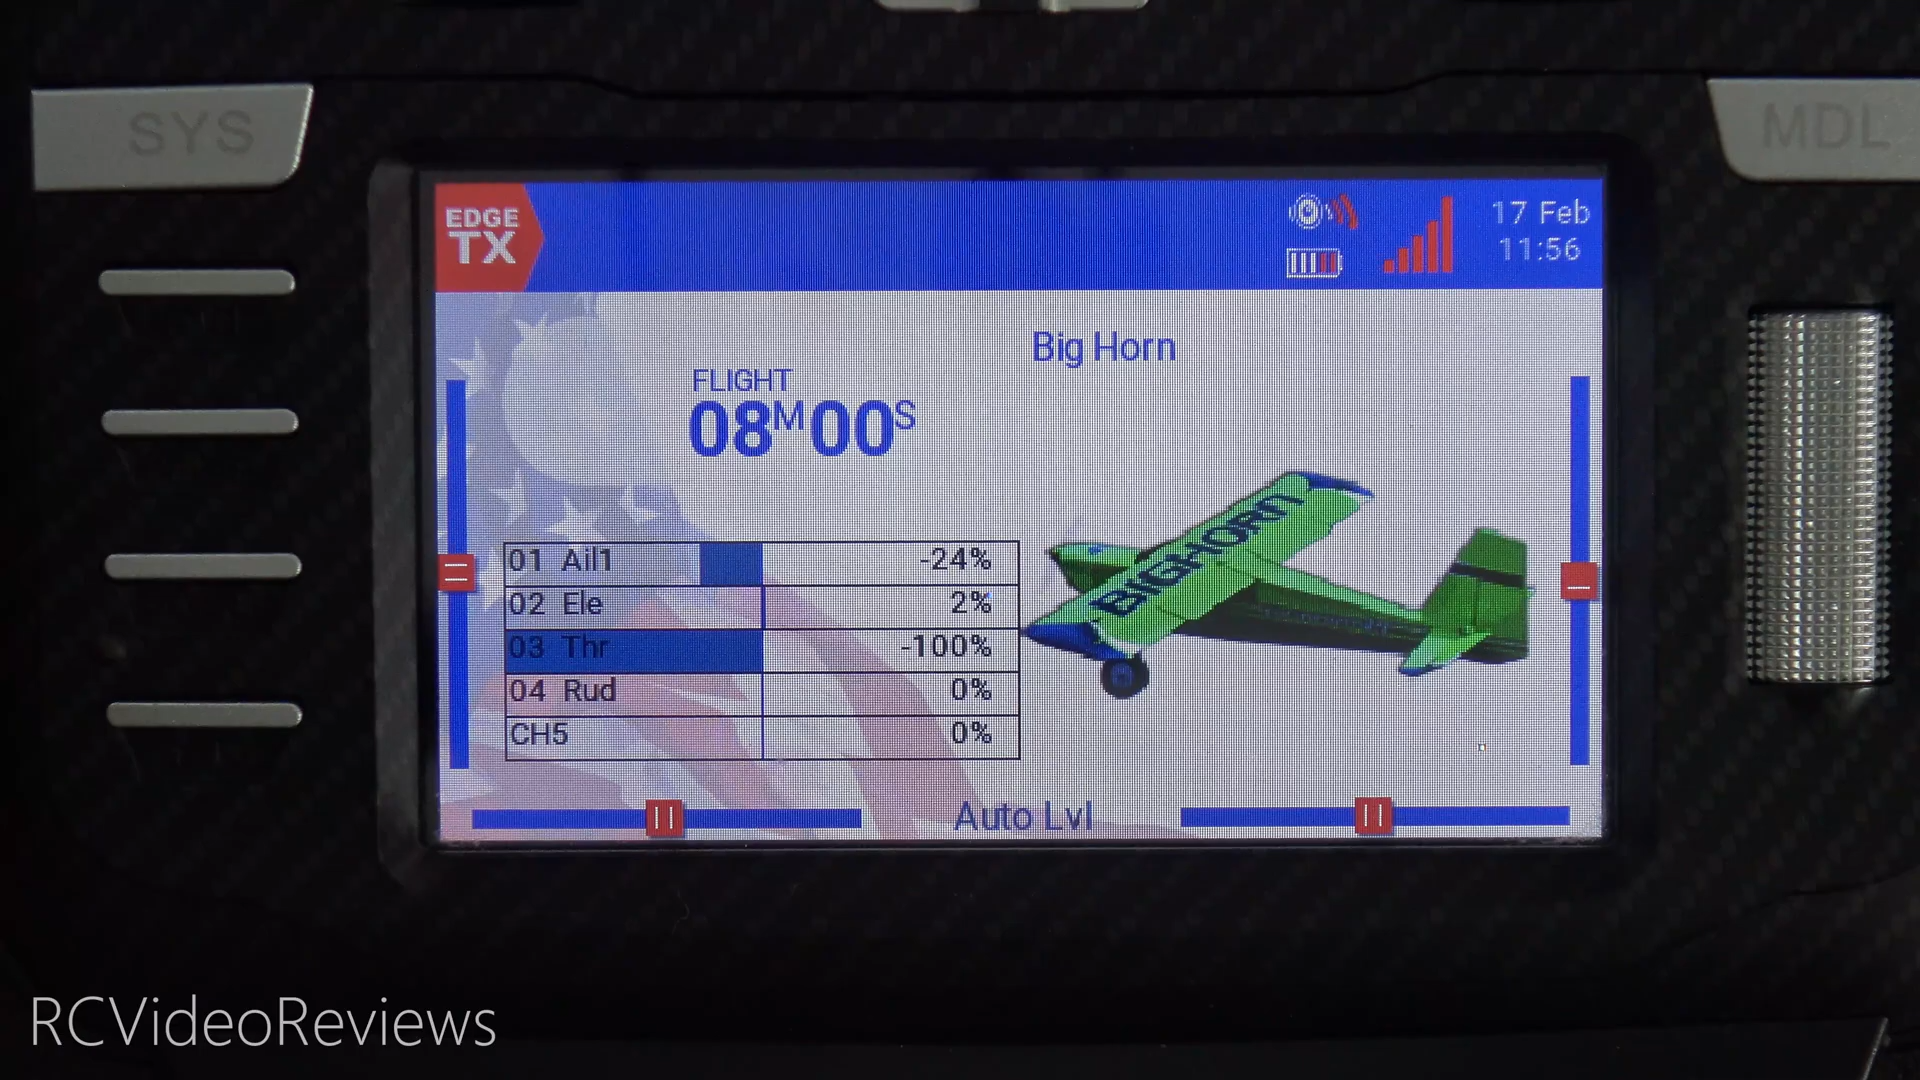 SYS
MDL
EDGE
TX
17 Feb
11:56
Big Horn
FLIGHT
08M00S
01 Ail1 -24%
02 Ele 2%
03 Thr -100%
04 Rud 0%
CH5 0%
BIGHORN
Auto Lvl
RCVideoReviews